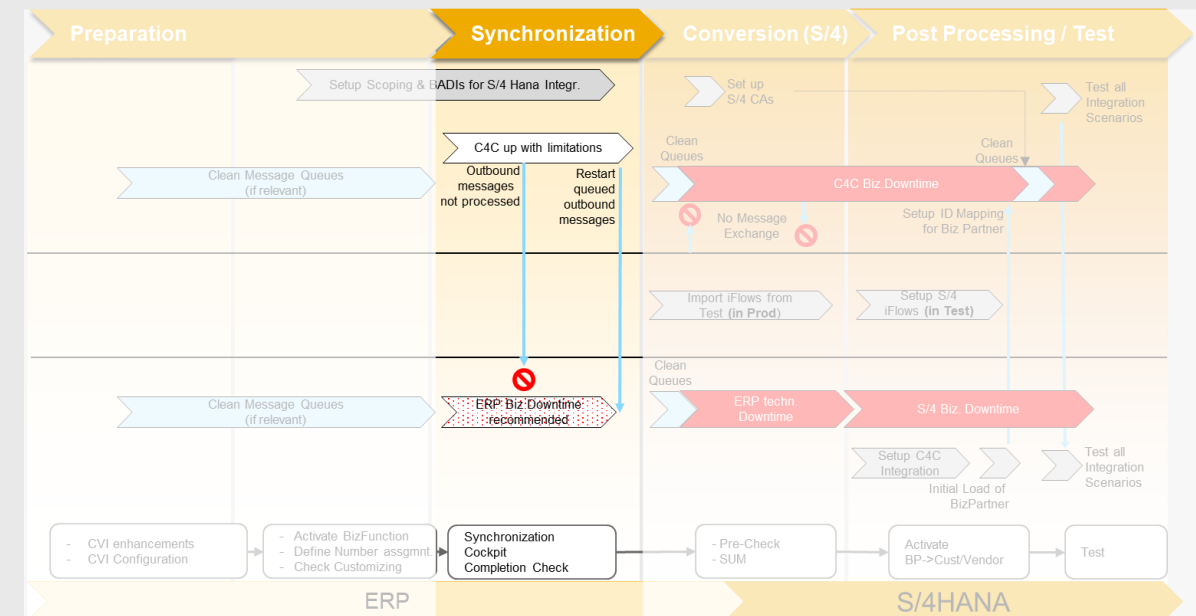 Preparation
Synchronization
Conversion (S/4)
Post Processing / Test
Setup Scoping & BADIs for S/4 Hana Integr.
Set up
S/4 CAs
Test all
Integration
Scenarios
C4C up with limitations
Clean
Queues
Clean
Queues
Clean Message Queues
(if relevant)
Outbound
messages
not processed
Restart
queued
outbound
messages
C4C Biz.Downtime
No Message
Exchange
Setup ID Mapping
for Biz Partner
Import iFlows from
Test (in Prod)
Setup S/4
iFlows (in Test)
Clean
Queues
Clean Message Queues
(if relevant)
ERP Biz.Downtime
recommended
ERP techn.
Downtime
S/4 Biz. Downtime
Setup C4C
Integration
Initial Load of
BizPartner
Test all
Integration
Scenarios
- CVI enhancements
- CVI Configuration
- Activate BizFunction
- Define Number assgmnt.
- Check Customizing
Synchronization
Cockpit
Completion Check
- Pre-Check
- SUM
Activate
BP->Cust/Vendor
Test
ERP
S/4HANA